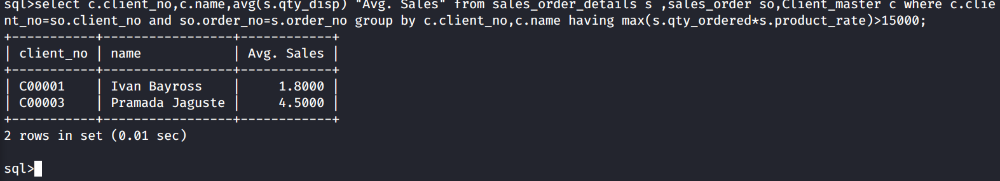 sql>select c.client_no,c.name,avg(s.qty_disp) "Avg. Sales" from sales_order_details s ,sales_order so,Client_master c where c.clie
nt_no=so.client_no and so.order_no=s.order_no group by c.client_no,c.name having max(s.qty_ordered*s.product_rate)>15000;
+-----------+-----------------+------------+
| client_no | name            | Avg. Sales |
+-----------+-----------------+------------+
| C00001    | Ivan Bayross    |     1.8000 |
| C00003    | Pramada Jaguste |     4.5000 |
+-----------+-----------------+------------+
2 rows in set (0.01 sec)
sql>